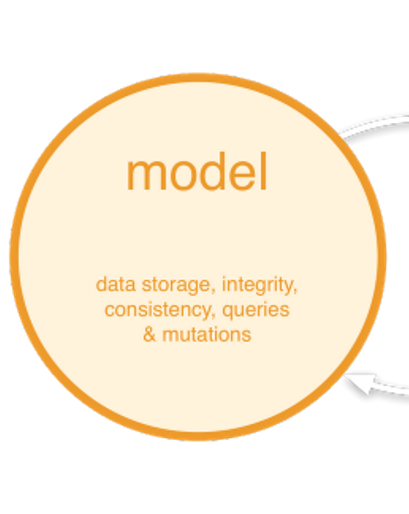 model
data storage, integrity,
consistency, queries
& mutations